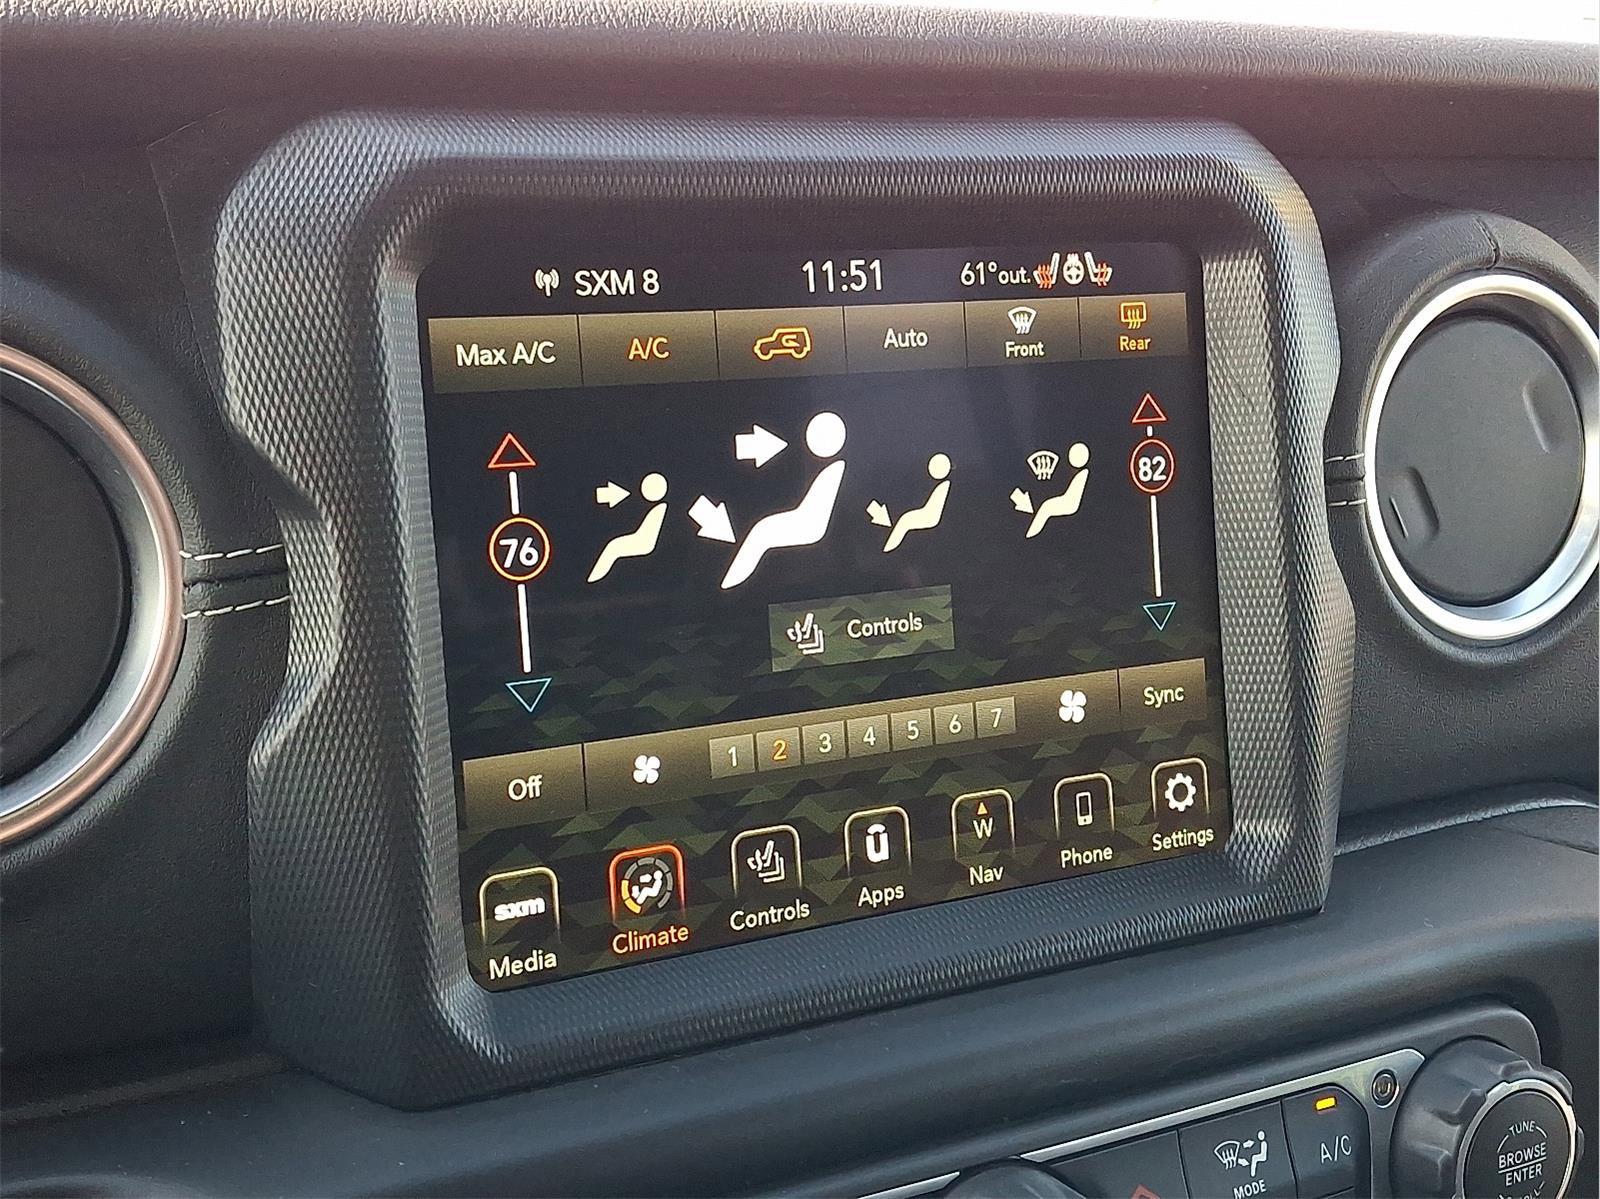 SXM 8 11:51 61°out.
Max A/C A/C Auto Front Rear
76 82
Controls
Off 1 2 3 4 5 6 7 Sync
sxm
Media Climate Controls
Apps
W
Nav Phone Settings
MODE
A/C
TUNE
BROWSE
ENTER